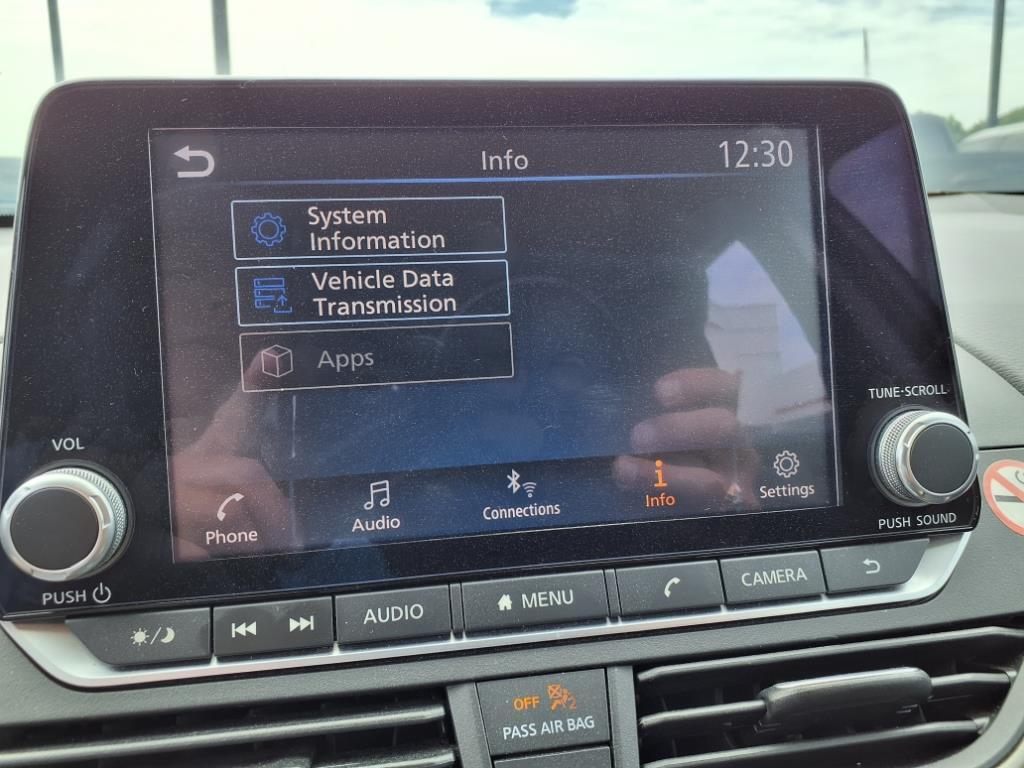 Info
12:30
System
Information
Vehicle Data
Transmission
Apps
Phone
Audio
Connections
Info
Settings
VOL
PUSH
TUNE·SCROLL
PUSH SOUND
AUDIO
MENU
CAMERA
OFF
2
PASS AIR BAG